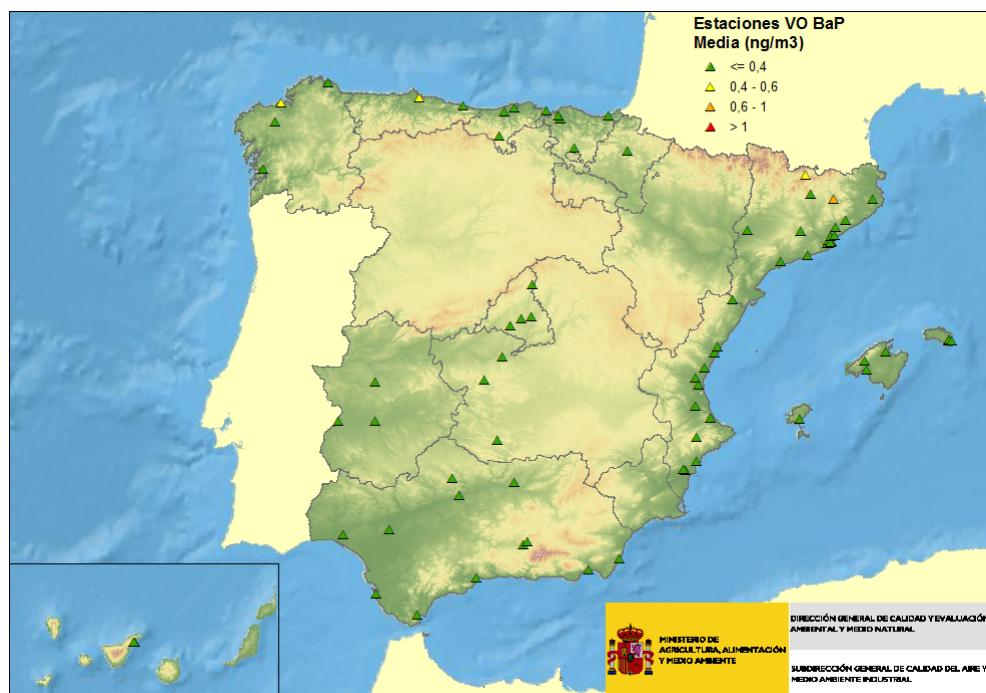 Estaciones VO BaP
Media (ng/m3)
<= 0,4
0,4 - 0,6
0,6 - 1
> 1
MINISTERIO DE
AGRICULTURA, ALIMENTACIÓN
Y MEDIO AMBIENTE
DIRECCIÓN GENERAL DE CALIDAD Y EVALUACIÓN
AMBIENTAL Y MEDIO NATURAL
SUBDIRECCIÓN GENERAL DE CALIDAD DEL AIRE Y
MEDIO AMBIENTE INDUSTRIAL